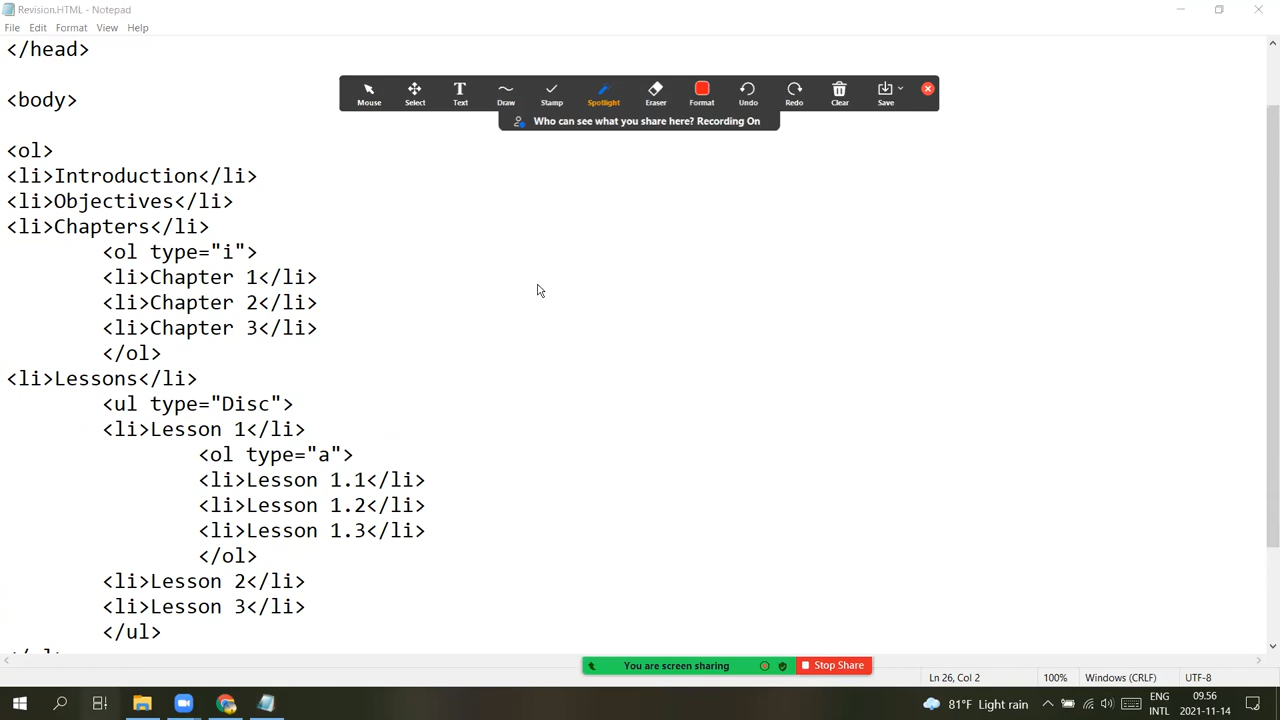 Revision.HTML - Notepad
File Edit Format View Help
</head>
Mouse Select Text Draw Stamp Spotlight Eraser Format Undo Redo Clear Save
<body>
Who can see what you share here? Recording On
<ol>
<li>Introduction</li>
<li>Objectives</li>
<li>Chapters</li>
<ol type="i">
<li>Chapter 1</li>
<li>Chapter 2</li>
<li>Chapter 3</li>
</ol>
<li>Lessons</li>
<ul type="Disc">
<li>Lesson 1</li>
<ol type="a">
<li>Lesson 1.1</li>
<li>Lesson 1.2</li>
<li>Lesson 1.3</li>
</ol>
<li>Lesson 2</li>
<li>Lesson 3</li>
</ul>
You are screen sharing Stop Share
Ln 26, Col 2 100% Windows (CRLF) UTF-8
81°F Light rain ENG INTL 09.56 2021-11-14